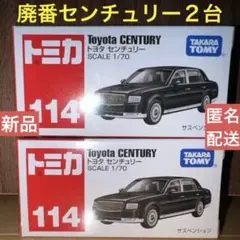 廃番センチュリー2台
トミカ
114
Toyota CENTURY
トヨタ センチュリー
SCALE 1/70
TAKARA TOMY
サスペンション
新品
匿名
配送
トミカ
114
Toyota CENTURY
トヨタ センチュリー
SCALE 1/70
TAKARA TOMY
サスペンション